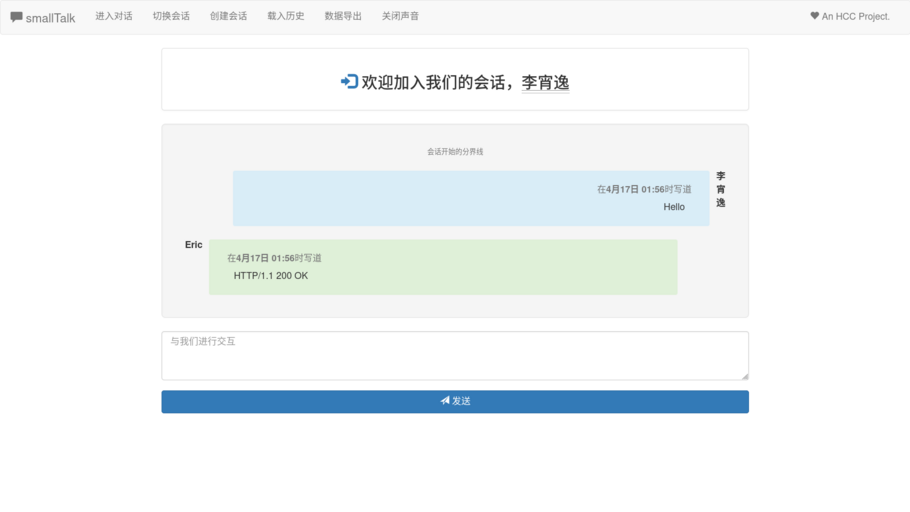 smallTalk 进入对话 切换会话 创建会话 载入历史 数据导出 关闭声音 An HCC Project.
欢迎加入我们的会话，李宵逸
会话开始的分界线
李宵逸
在4月17日 01:56时写道
Hello
Eric
在4月17日 01:56时写道
HTTP/1.1 200 OK
与我们进行交互
发送